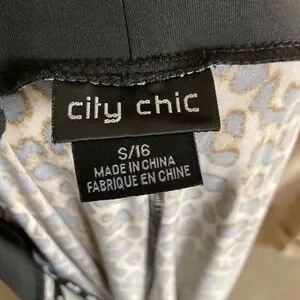 city chic
S/16
MADE IN CHINA
FABRIQUE EN CHINE